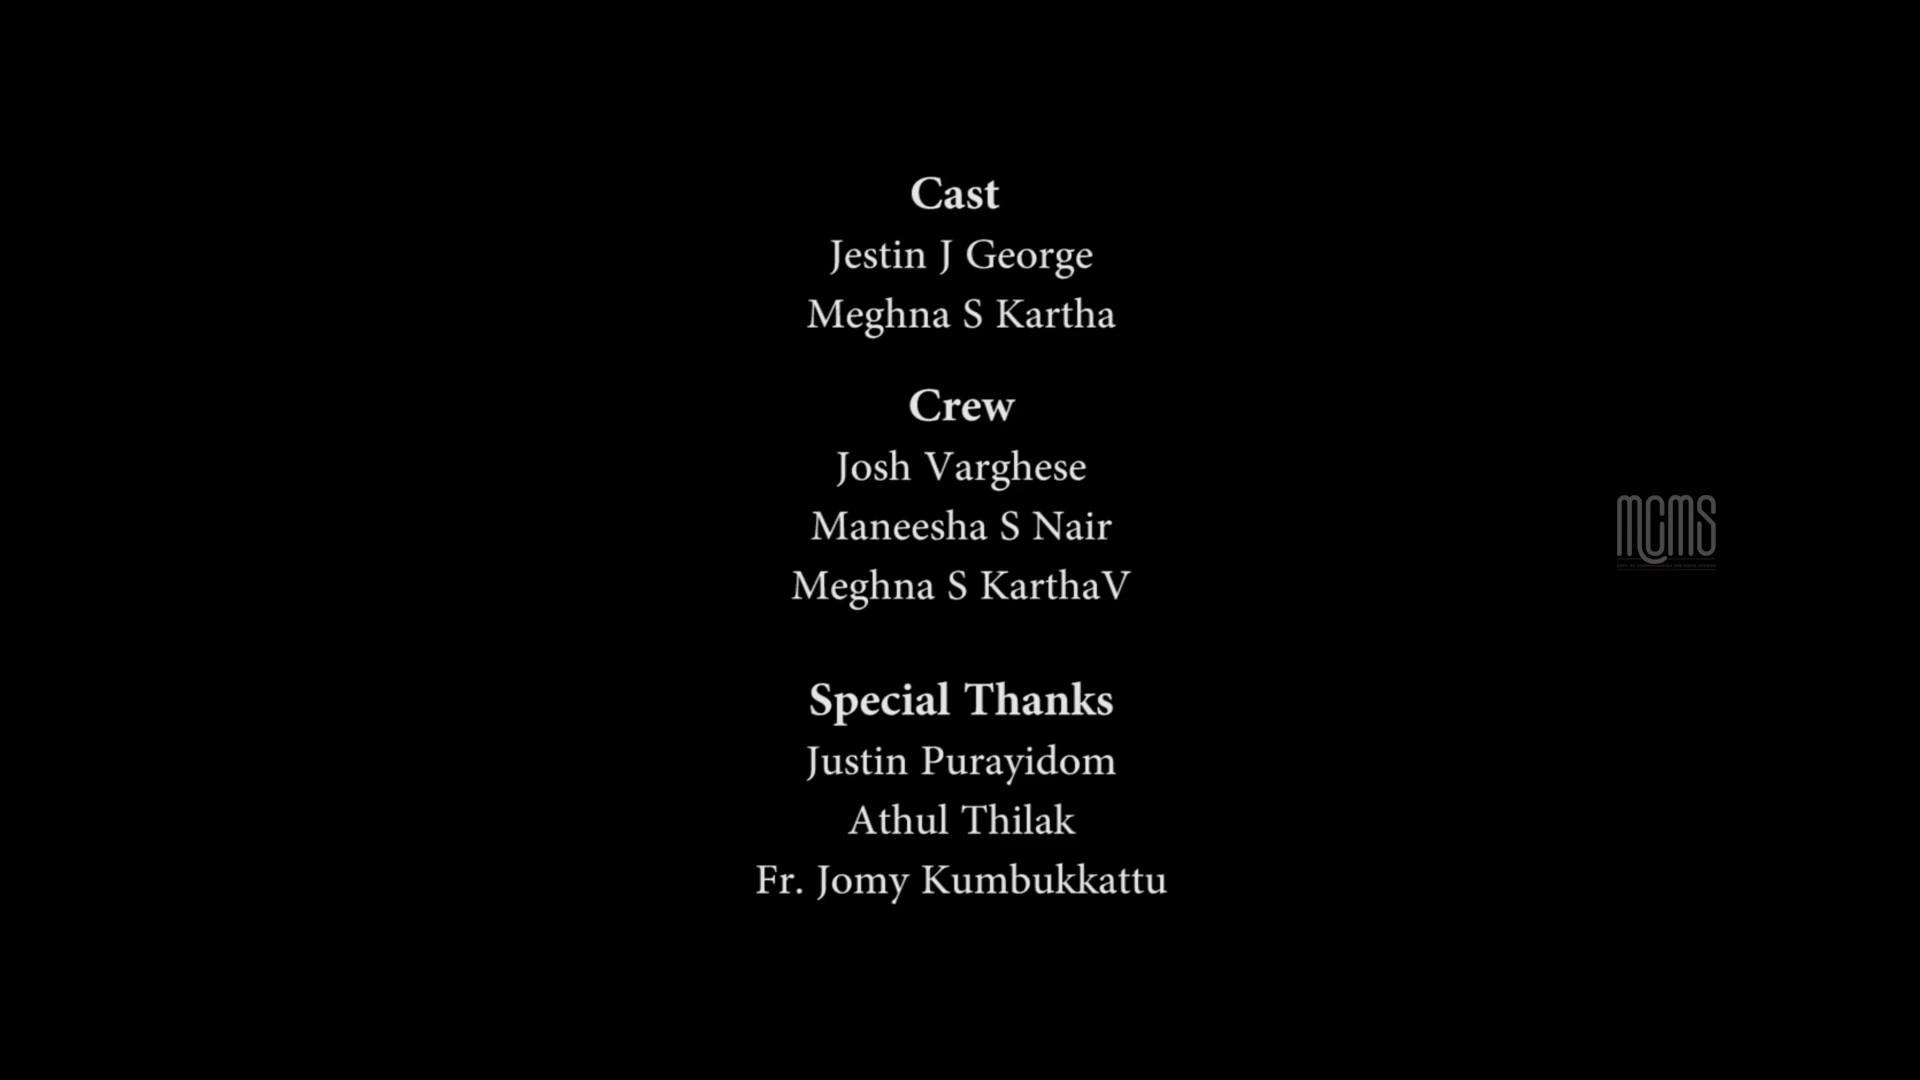 Cast
Jestin J George
Meghna S Kartha
Crew
Josh Varghese
Maneesha S Nair
Meghna S KarthaV
Special Thanks
Justin Purayidom
Athul Thilak
Fr. Jomy Kumbukkattu
MCMS